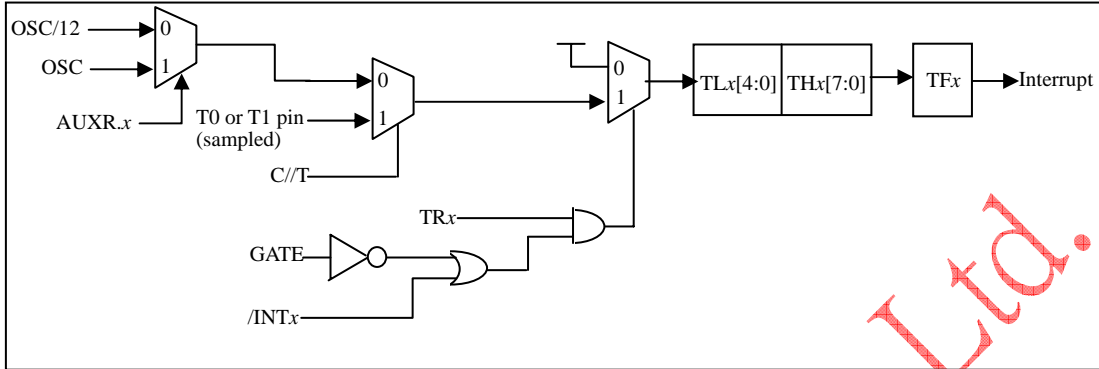 OSC/12
0
OSC
1
AUXR.x
0
T0 or T1 pin
(sampled)
1
C//T
0
1
TLx[4:0]
THx[7:0]
TFx
Interrupt
TRx
GATE
/INTx
Ltd.